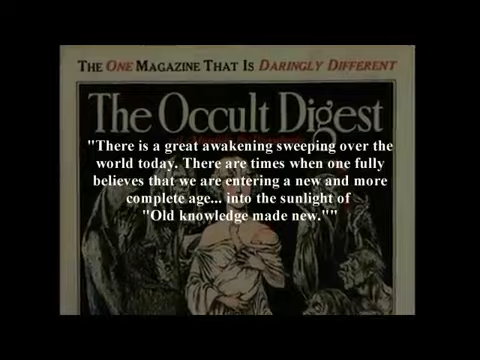 THE ONE MAGAZINE THAT IS DARINGLY DIFFERENT
The Occult Digest
"There is a great awakening sweeping over the
world today. There are times when one fully
believes that we are entering a new and more
complete age... into the sunlight of
"Old knowledge made new.""